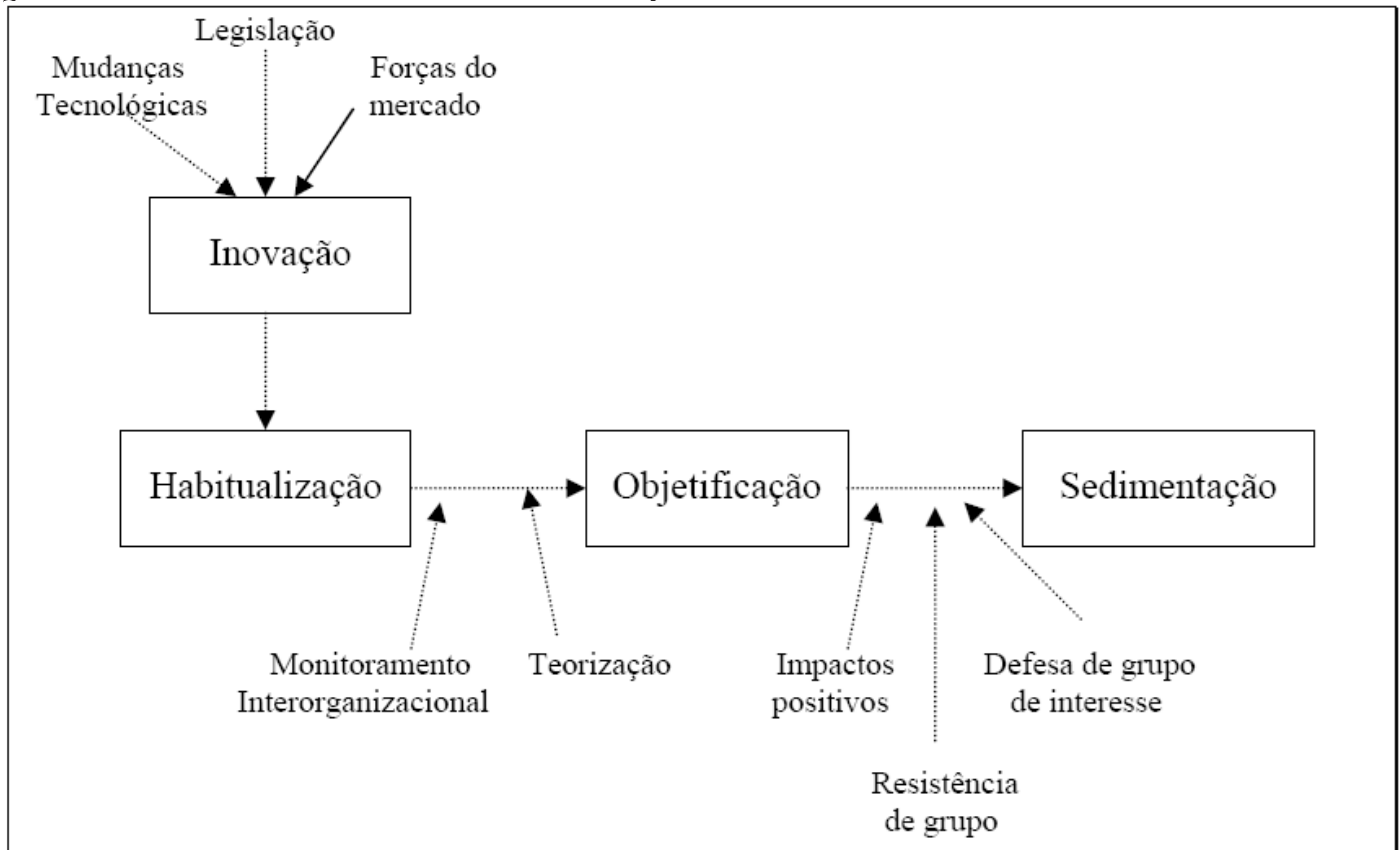 Legislação
Mudanças
Tecnológicas
Forças do
mercado
Inovação
Habitualização
Objetificação
Sedimentação
Monitoramento
Interorganizacional
Teorização
Impactos
positivos
Defesa de grupo
de interesse
Resistência
de grupo